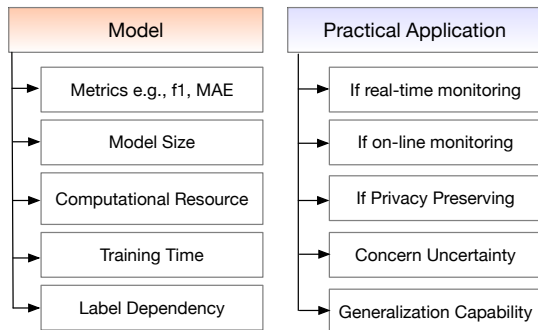 Model
Metrics e.g., f1, MAE
Model Size
Computational Resource
Training Time
Label Dependency
Practical Application
If real-time monitoring
If on-line monitoring
If Privacy Preserving
Concern Uncertainty
Generalization Capability